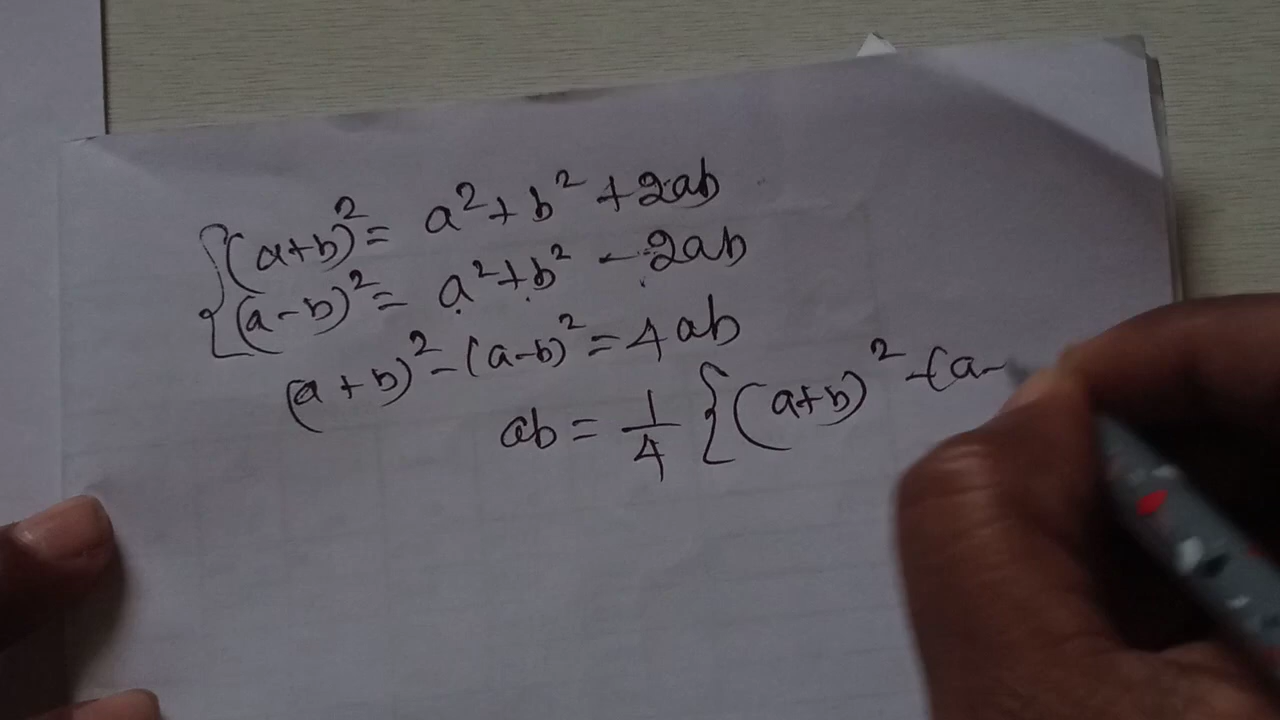 (a+b)² = a² + b² + 2ab
(a-b)² = a² + b² - 2ab
(a+b)² - (a-b)² = 4ab
ab = 1/4 { (a+b)² - (a-